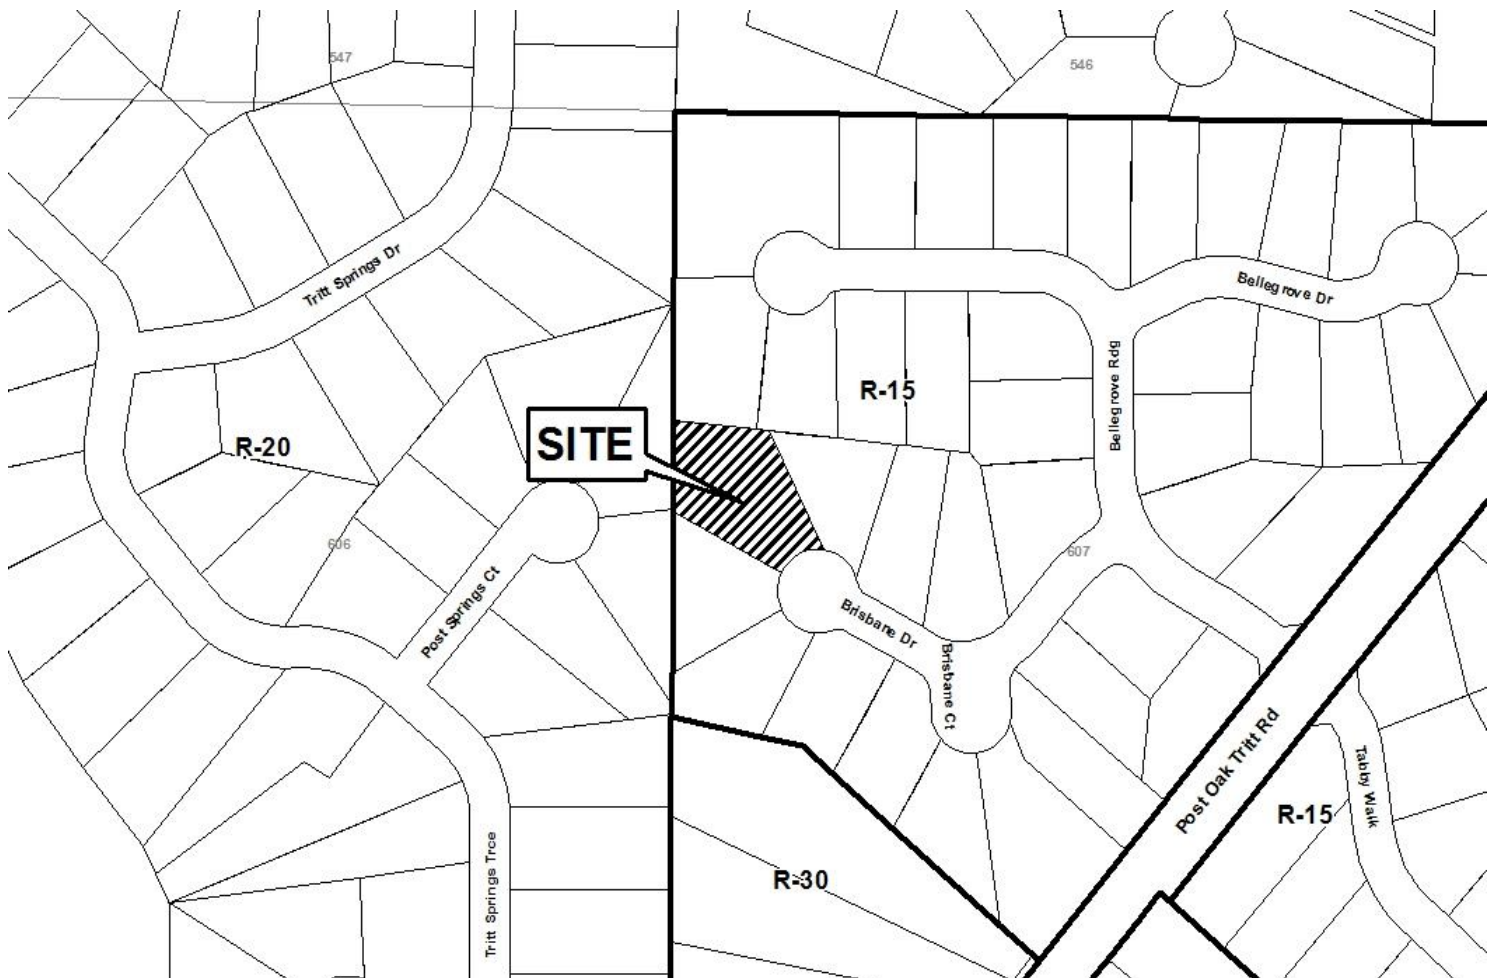 547
546
Tritt Springs Dr
Bellegrove Dr
Bellegrove Rdg
R-15
R-20
SITE
606
607
Post Springs Ct
Brisbane Dr
Brisbane Ct
Post Oak Tritt Rd
Tabby Walk
R-15
R-30
Tritt Springs Trce